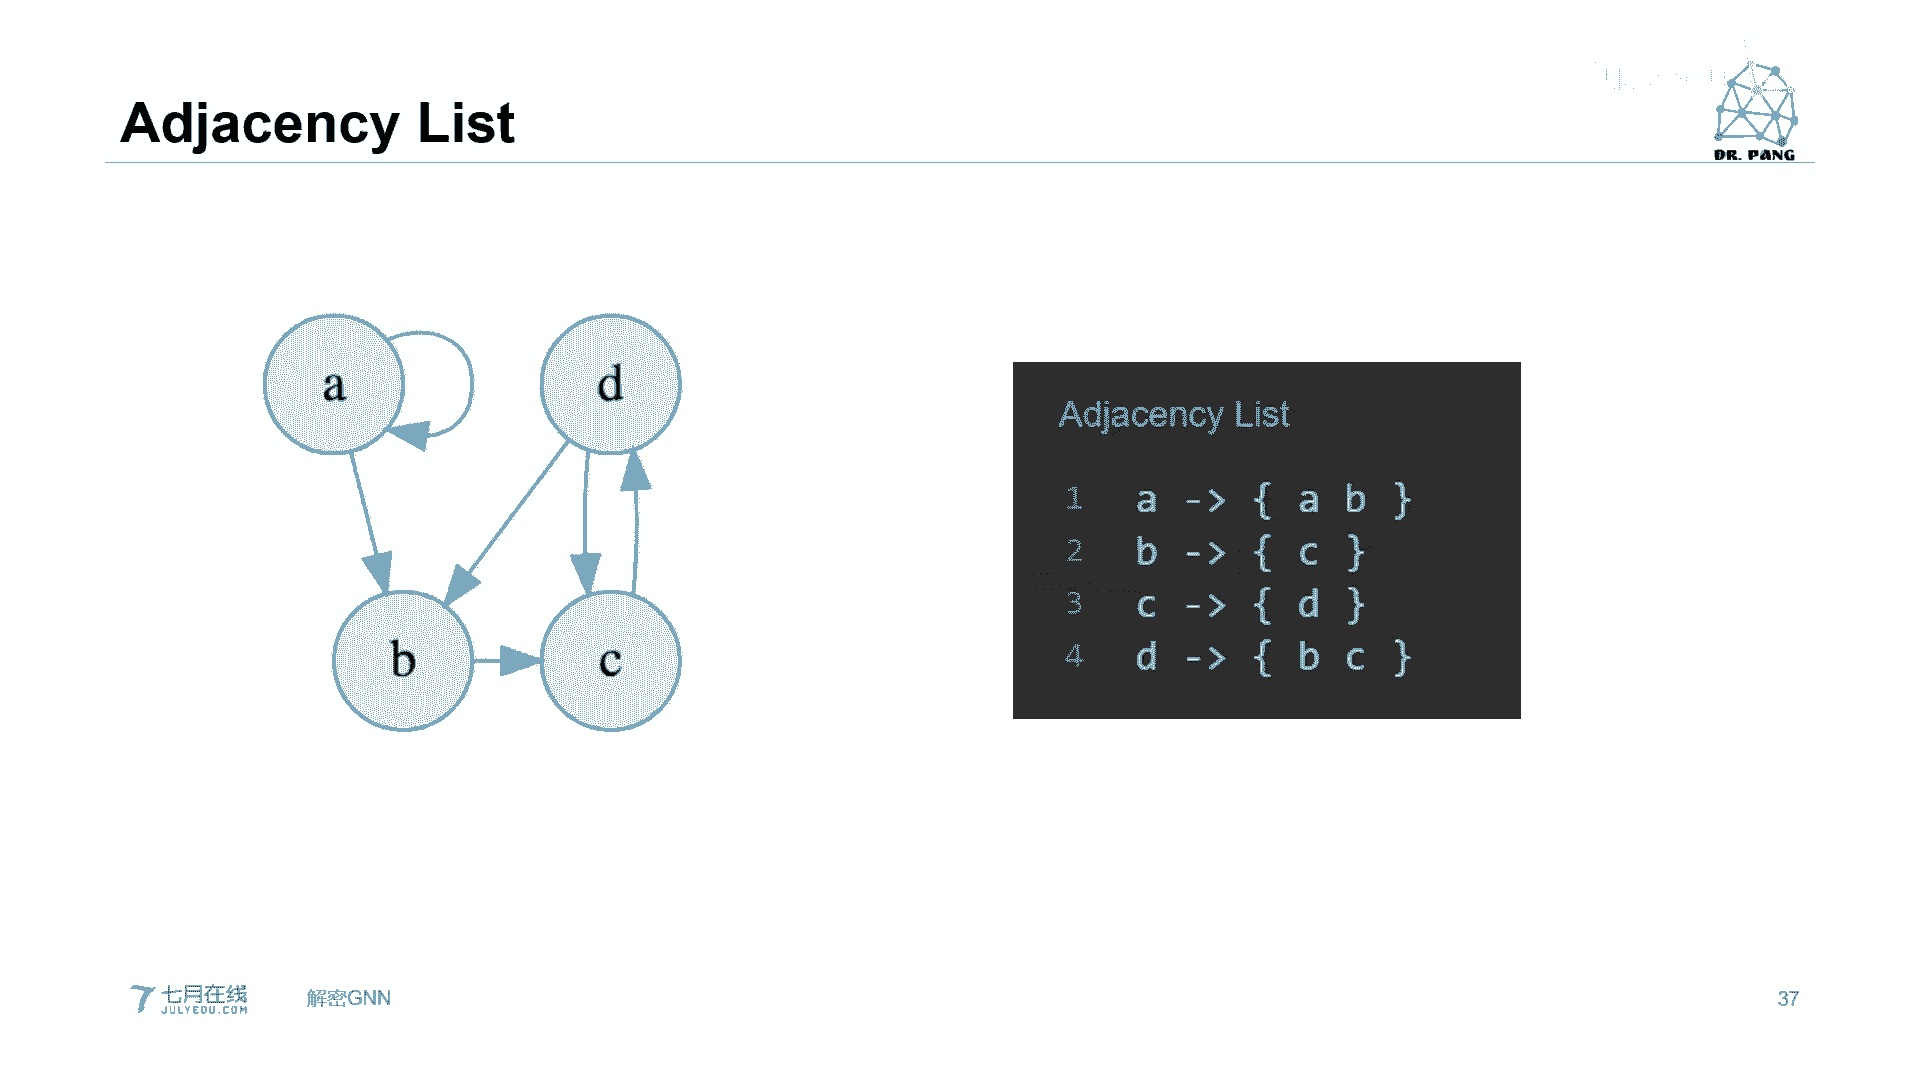 Adjacency List
DR. PANG
a
d
b
c
Adjacency List
1 a -> { a b }
2 b -> { c }
3 c -> { d }
4 d -> { b c }
七月在线
JULYEDU.COM
解密GNN
37